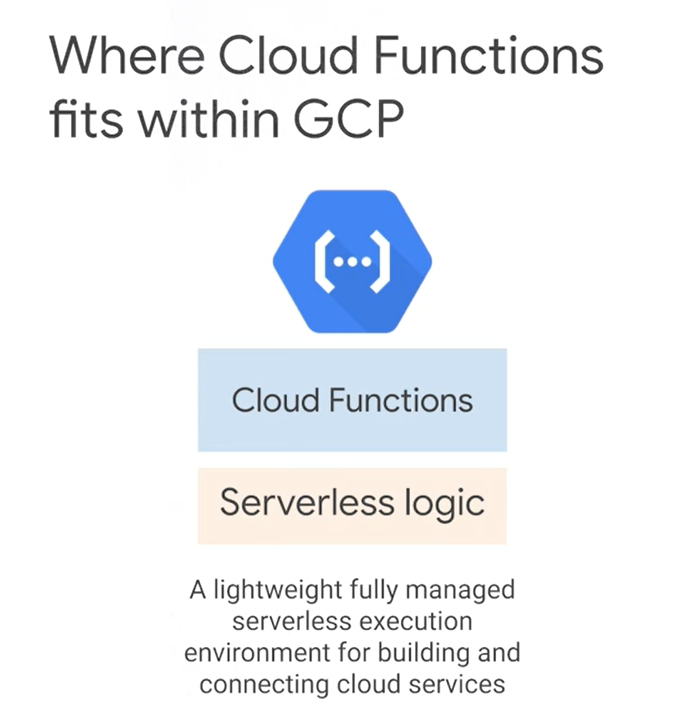 Where Cloud Functions
fits within GCP
Cloud Functions
Serverless logic
A lightweight fully managed
serverless execution
environment for building and
connecting cloud services